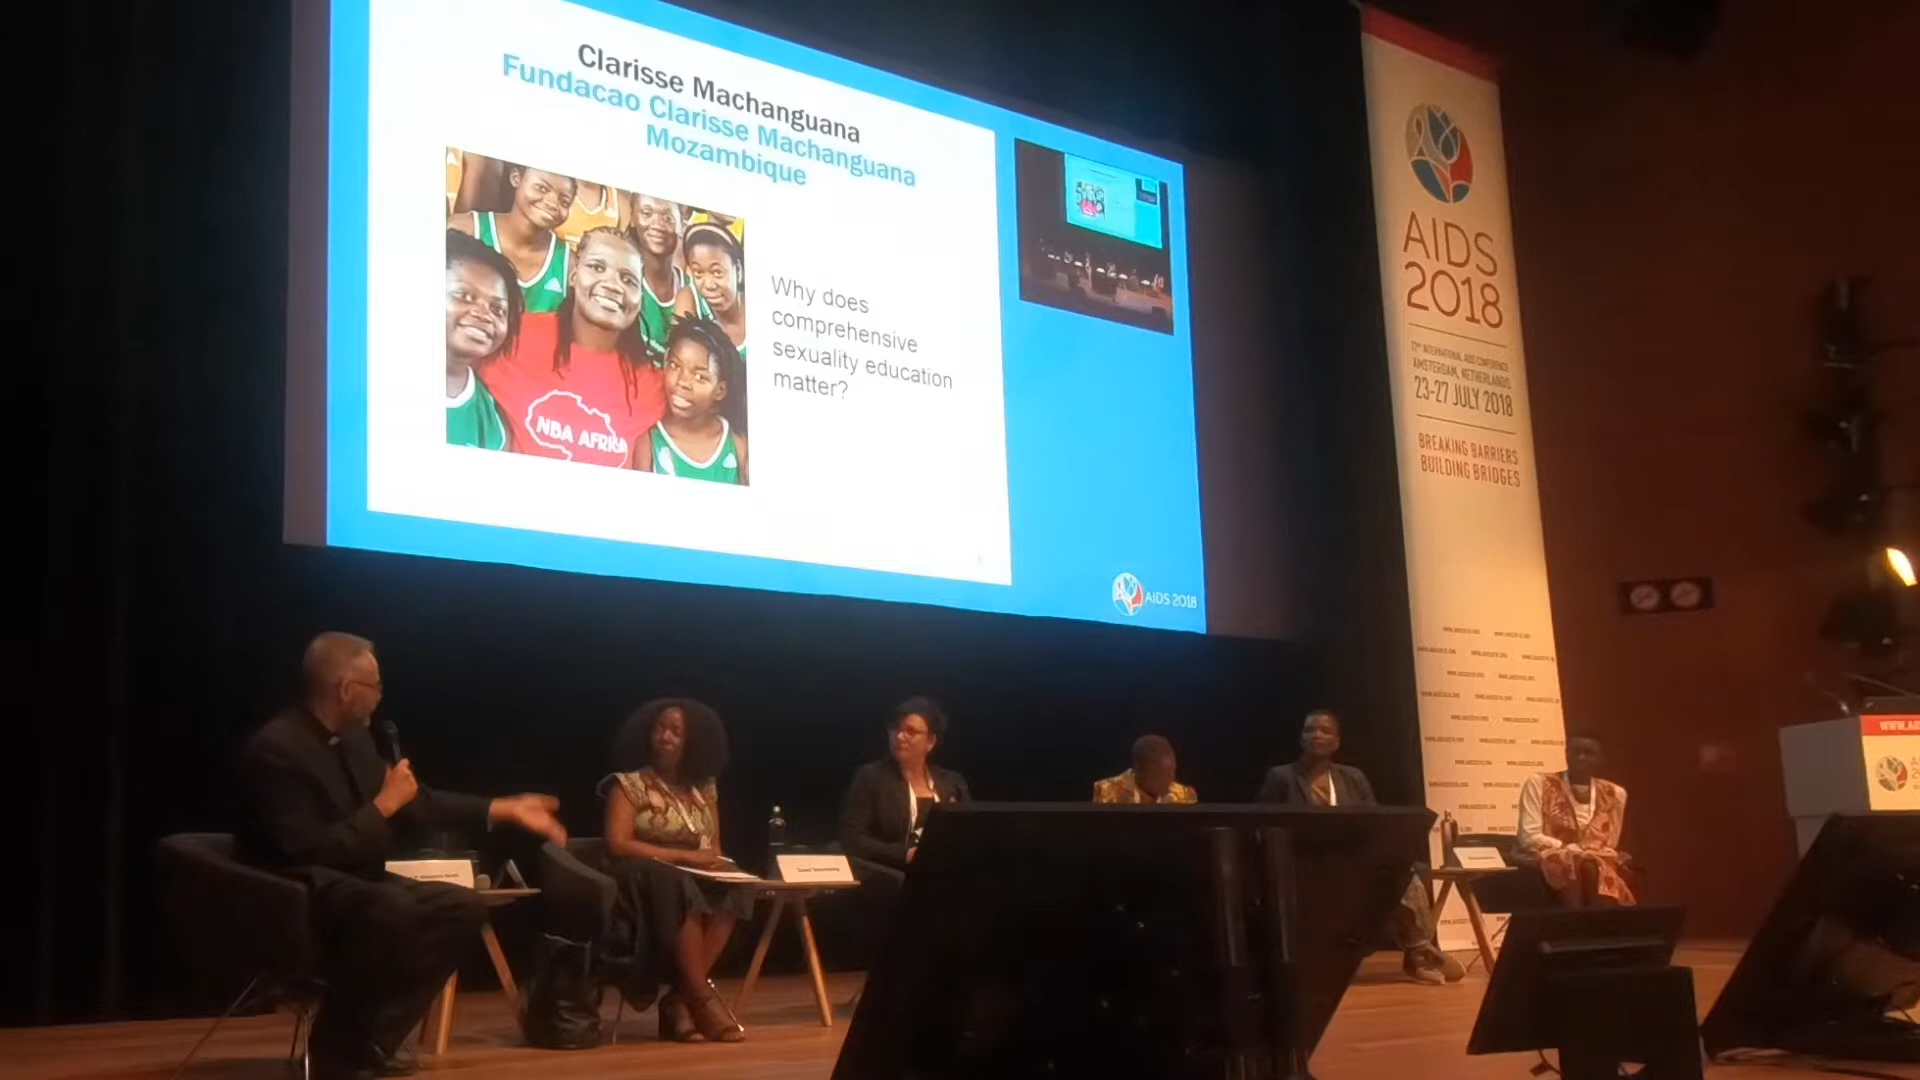 Clarisse Machanguana
Fundacao Clarisse Machanguana
Mozambique
Why does
comprehensive
sexuality education
matter?
NBA AFRICA
AIDS 2018
AIDS
2018
INTERNATIONAL AIDS CONFERENCE
AMSTERDAM, NETHERLANDS
23-27 JULY 2018
BREAKING BARRIERS
BUILDING BRIDGES